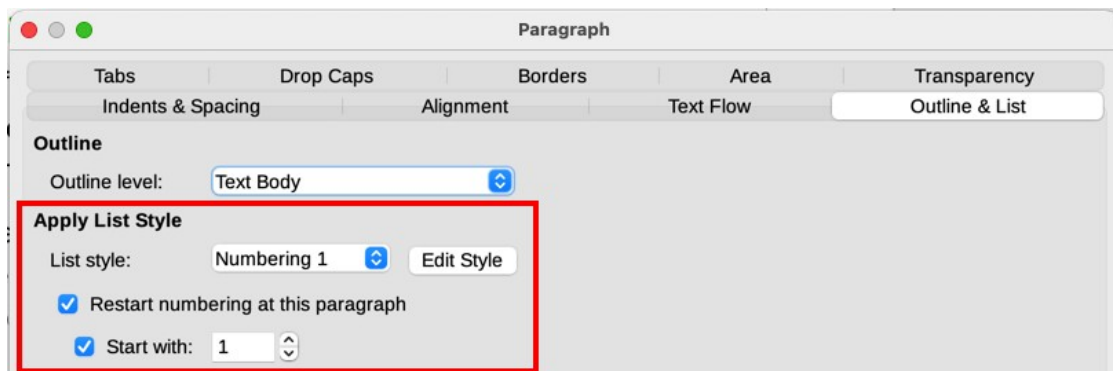 Paragraph
Tabs Drop Caps Borders Area Transparency
Indents & Spacing Alignment Text Flow Outline & List
Outline
Outline level: Text Body
Apply List Style
List style: Numbering 1 Edit Style
Restart numbering at this paragraph
Start with: 1